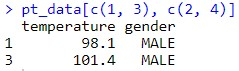 > pt_data[c(1, 3), c(2, 4)]
  temperature gender
1        98.1   MALE
3       101.4   MALE